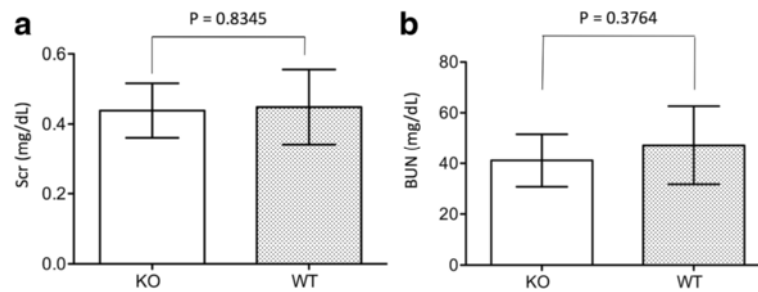 a
P = 0.8345
Scr (mg/dL)
0.6
0.4
0.2
0.0
KO
WT
b
P = 0.3764
BUN (mg/dL)
80
60
40
20
0
KO
WT